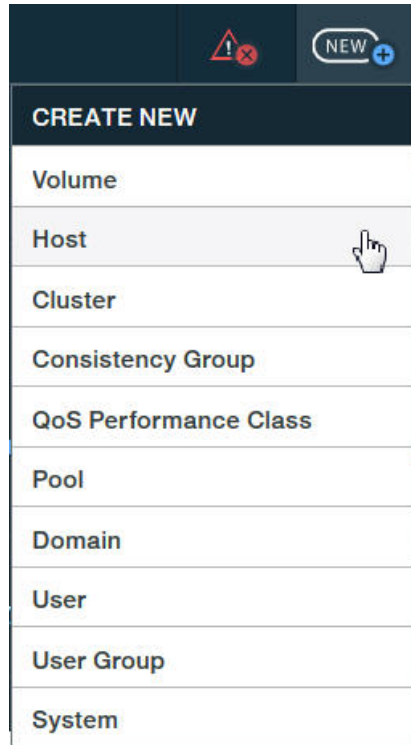 NEW
CREATE NEW
Volume
Host
Cluster
Consistency Group
QoS Performance Class
Pool
Domain
User
User Group
System